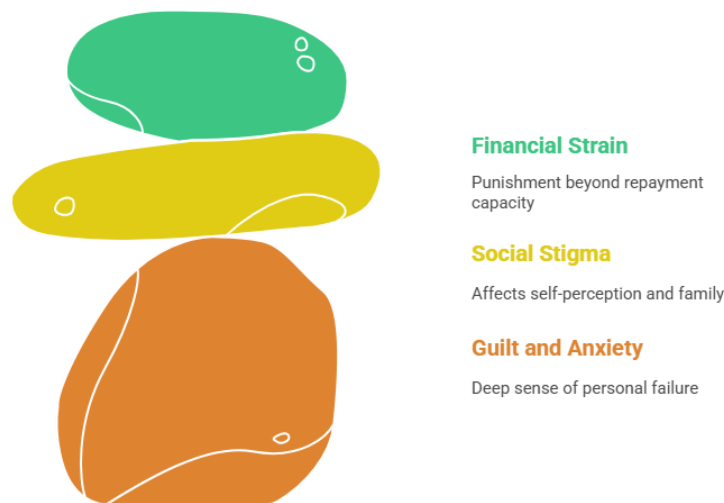 Financial Strain
Punishment beyond repayment
capacity
Social Stigma
Affects self-perception and family
Guilt and Anxiety
Deep sense of personal failure